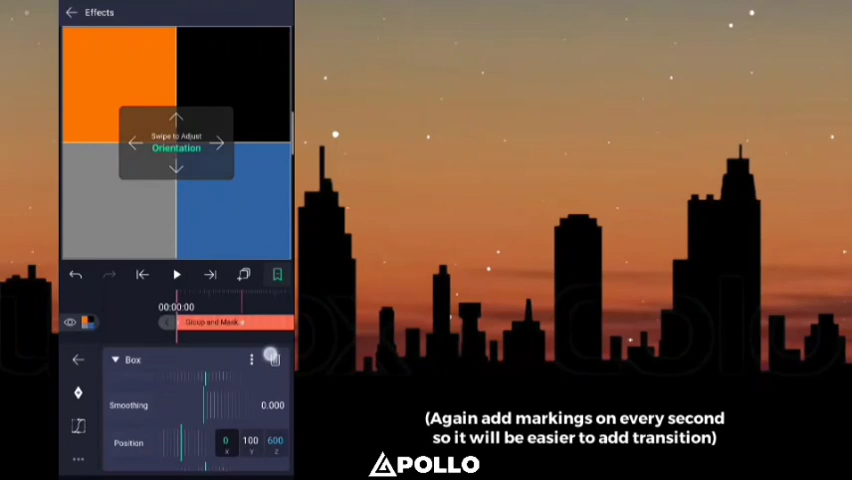 Effects
Swipe to Adjust
Orientation
00:00:00
Group and Mask
Box
Smoothing
0.000
Position
0 100 600
X Y Z
(Again add markings on every second
so it will be easier to add transition)
APOLLO